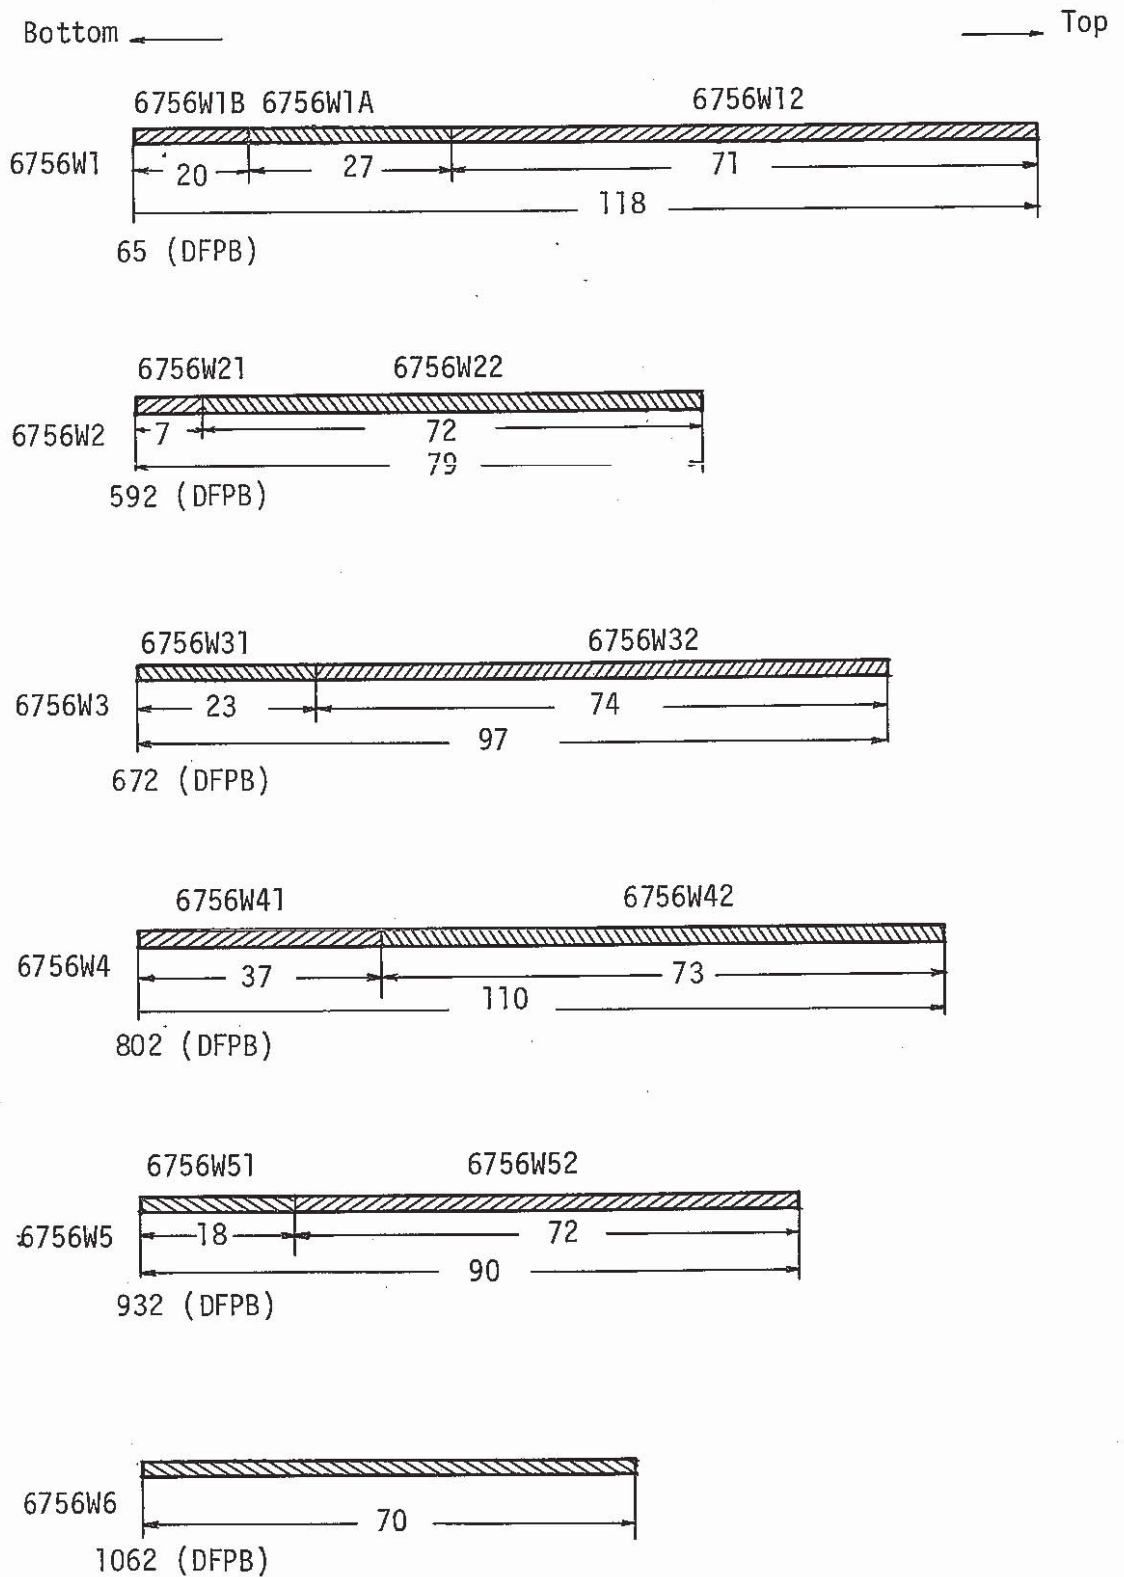 Bottom
Top
6756W1B 6756W1A 6756W12
6756W1
20 27 71
118
65 (DFPB)
6756W21 6756W22
6756W2
7 72
79
592 (DFPB)
6756W31 6756W32
6756W3
23 74
97
672 (DFPB)
6756W41 6756W42
6756W4
37 73
110
802 (DFPB)
6756W51 6756W52
6756W5
18 72
90
932 (DFPB)
6756W6
70
1062 (DFPB)